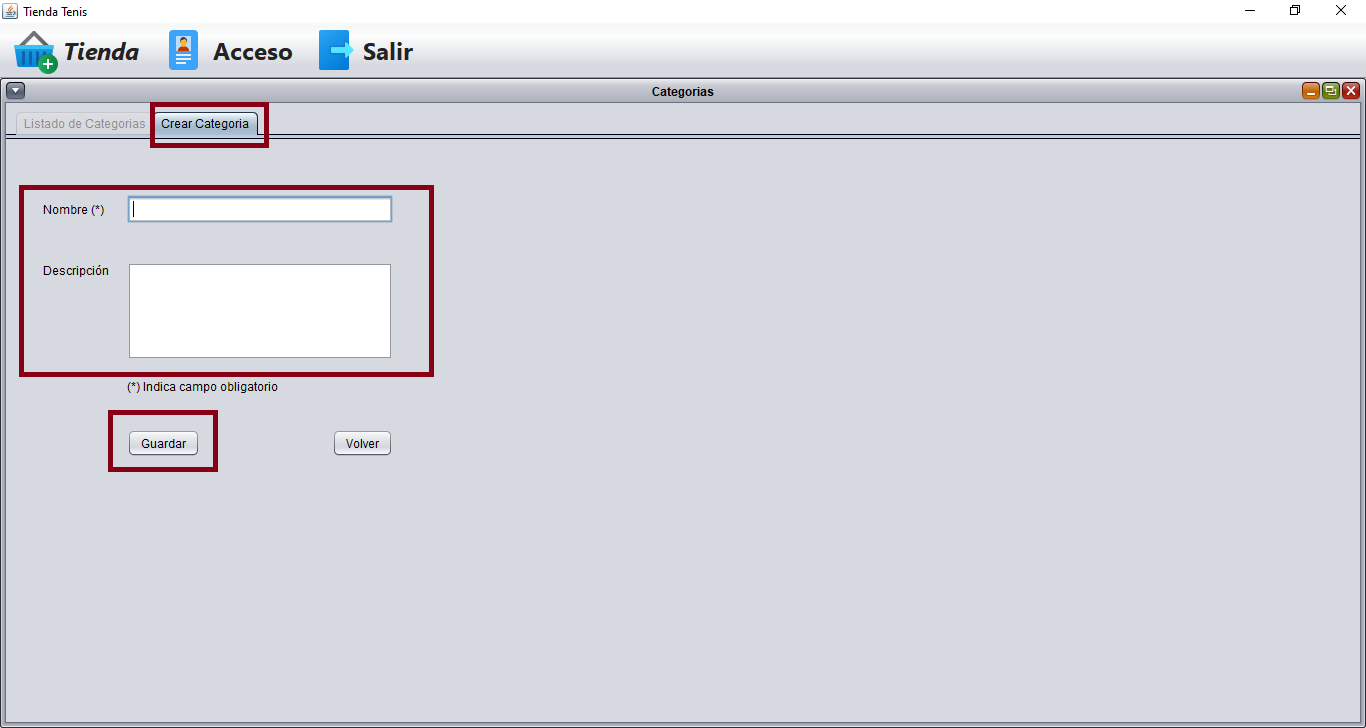 Tienda Tenis
Tienda Acceso Salir
Categorias
Listado de Categorias Crear Categoria
Nombre (*)
Descripción
(*) Indica campo obligatorio
Guardar Volver